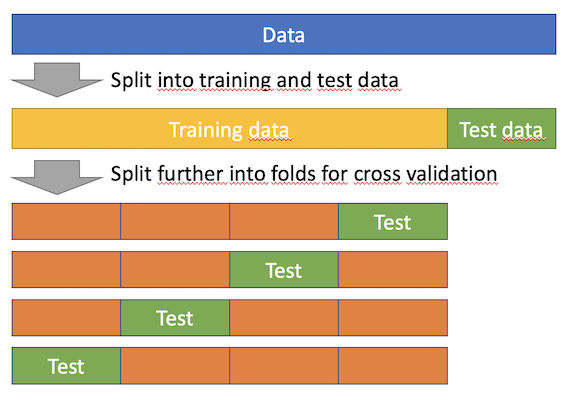 Data
Split into training and test data
Training data
Test data
Split further into folds for cross validation
Test
Test
Test
Test